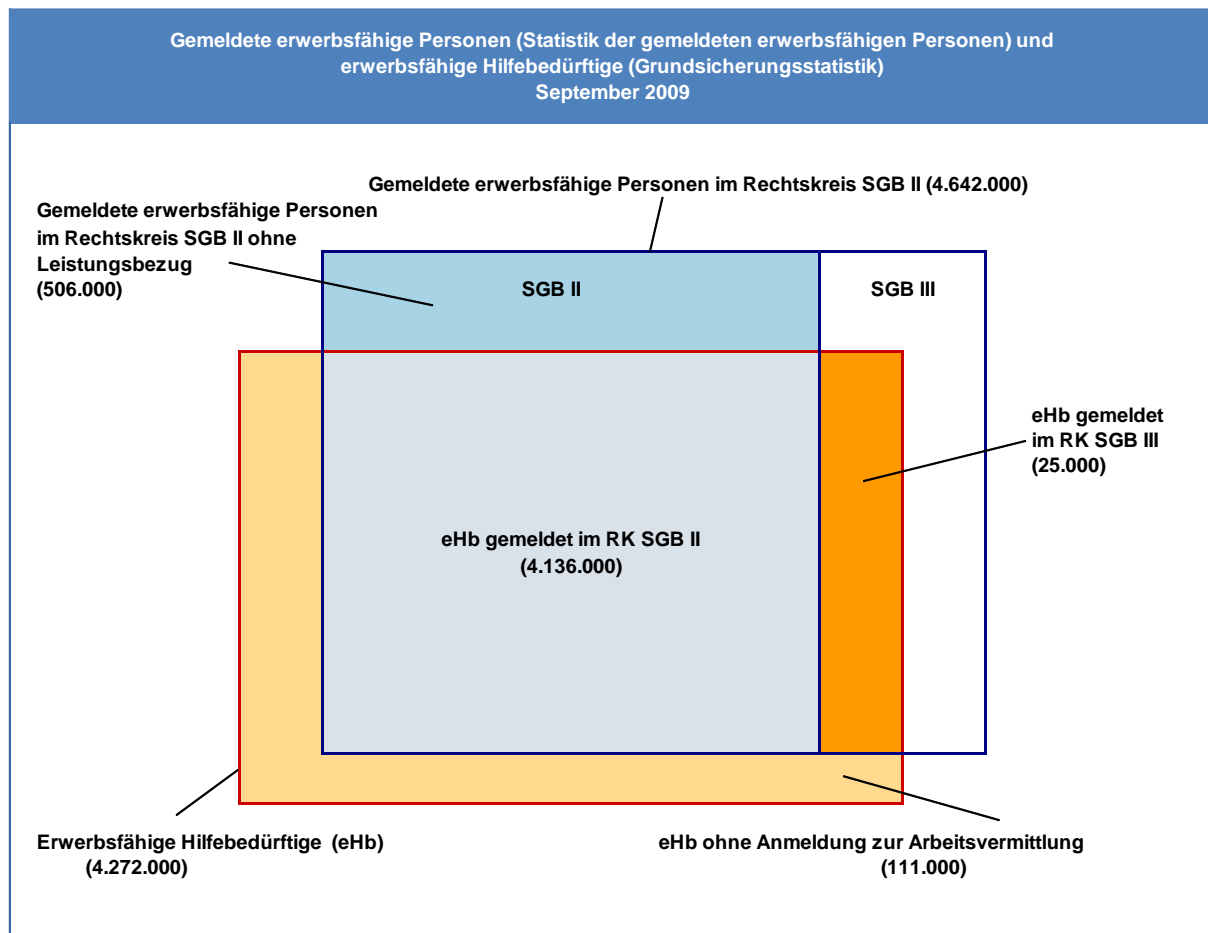 Gemeldete erwerbsfähige Personen (Statistik der gemeldeten erwerbsfähigen Personen) und
erwerbsfähige Hilfebedürftige (Grundsicherungsstatistik)
September 2009
Gemeldete erwerbsfähige Personen im Rechtskreis SGB II (4.642.000)
Gemeldete erwerbsfähige Personen
im Rechtskreis SGB II ohne
Leistungsbezug
(506.000)
SGB II
SGB III
eHb gemeldet
im RK SGB III
(25.000)
eHb gemeldet im RK SGB II
(4.136.000)
Erwerbsfähige Hilfebedürftige (eHb)
(4.272.000)
eHb ohne Anmeldung zur Arbeitsvermittlung
(111.000)